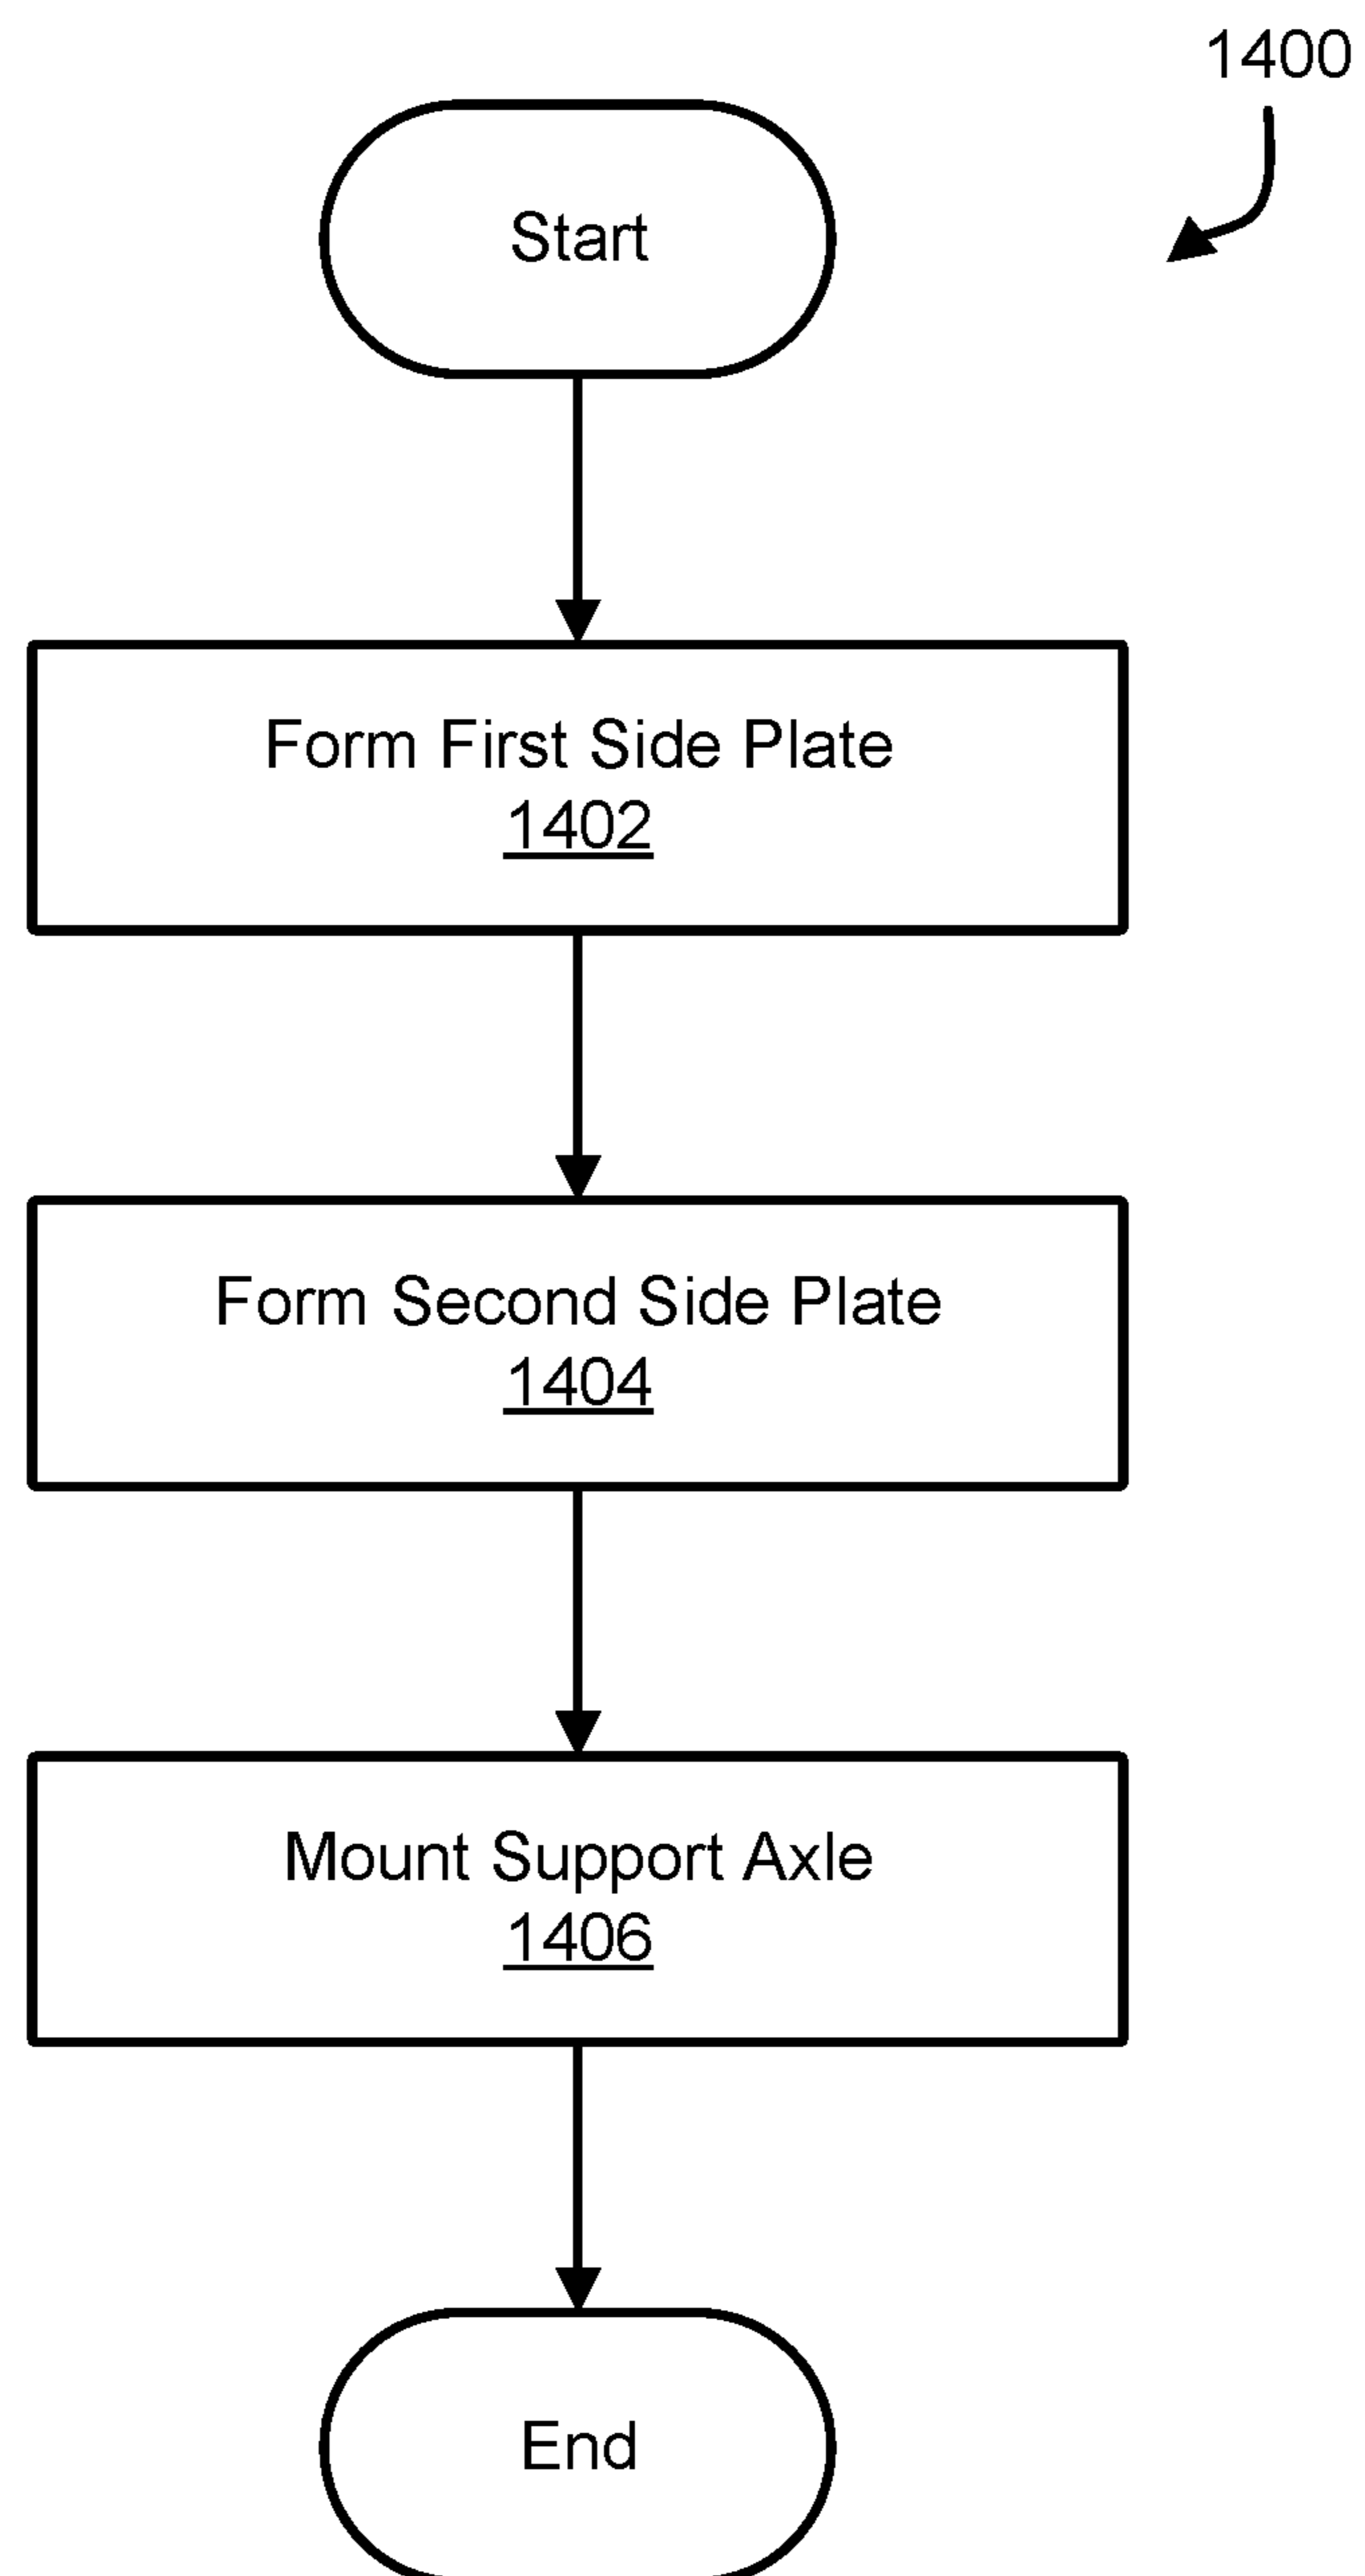 1400
Start
Form First Side Plate
1402
Form Second Side Plate
1404
Mount Support Axle
1406
End